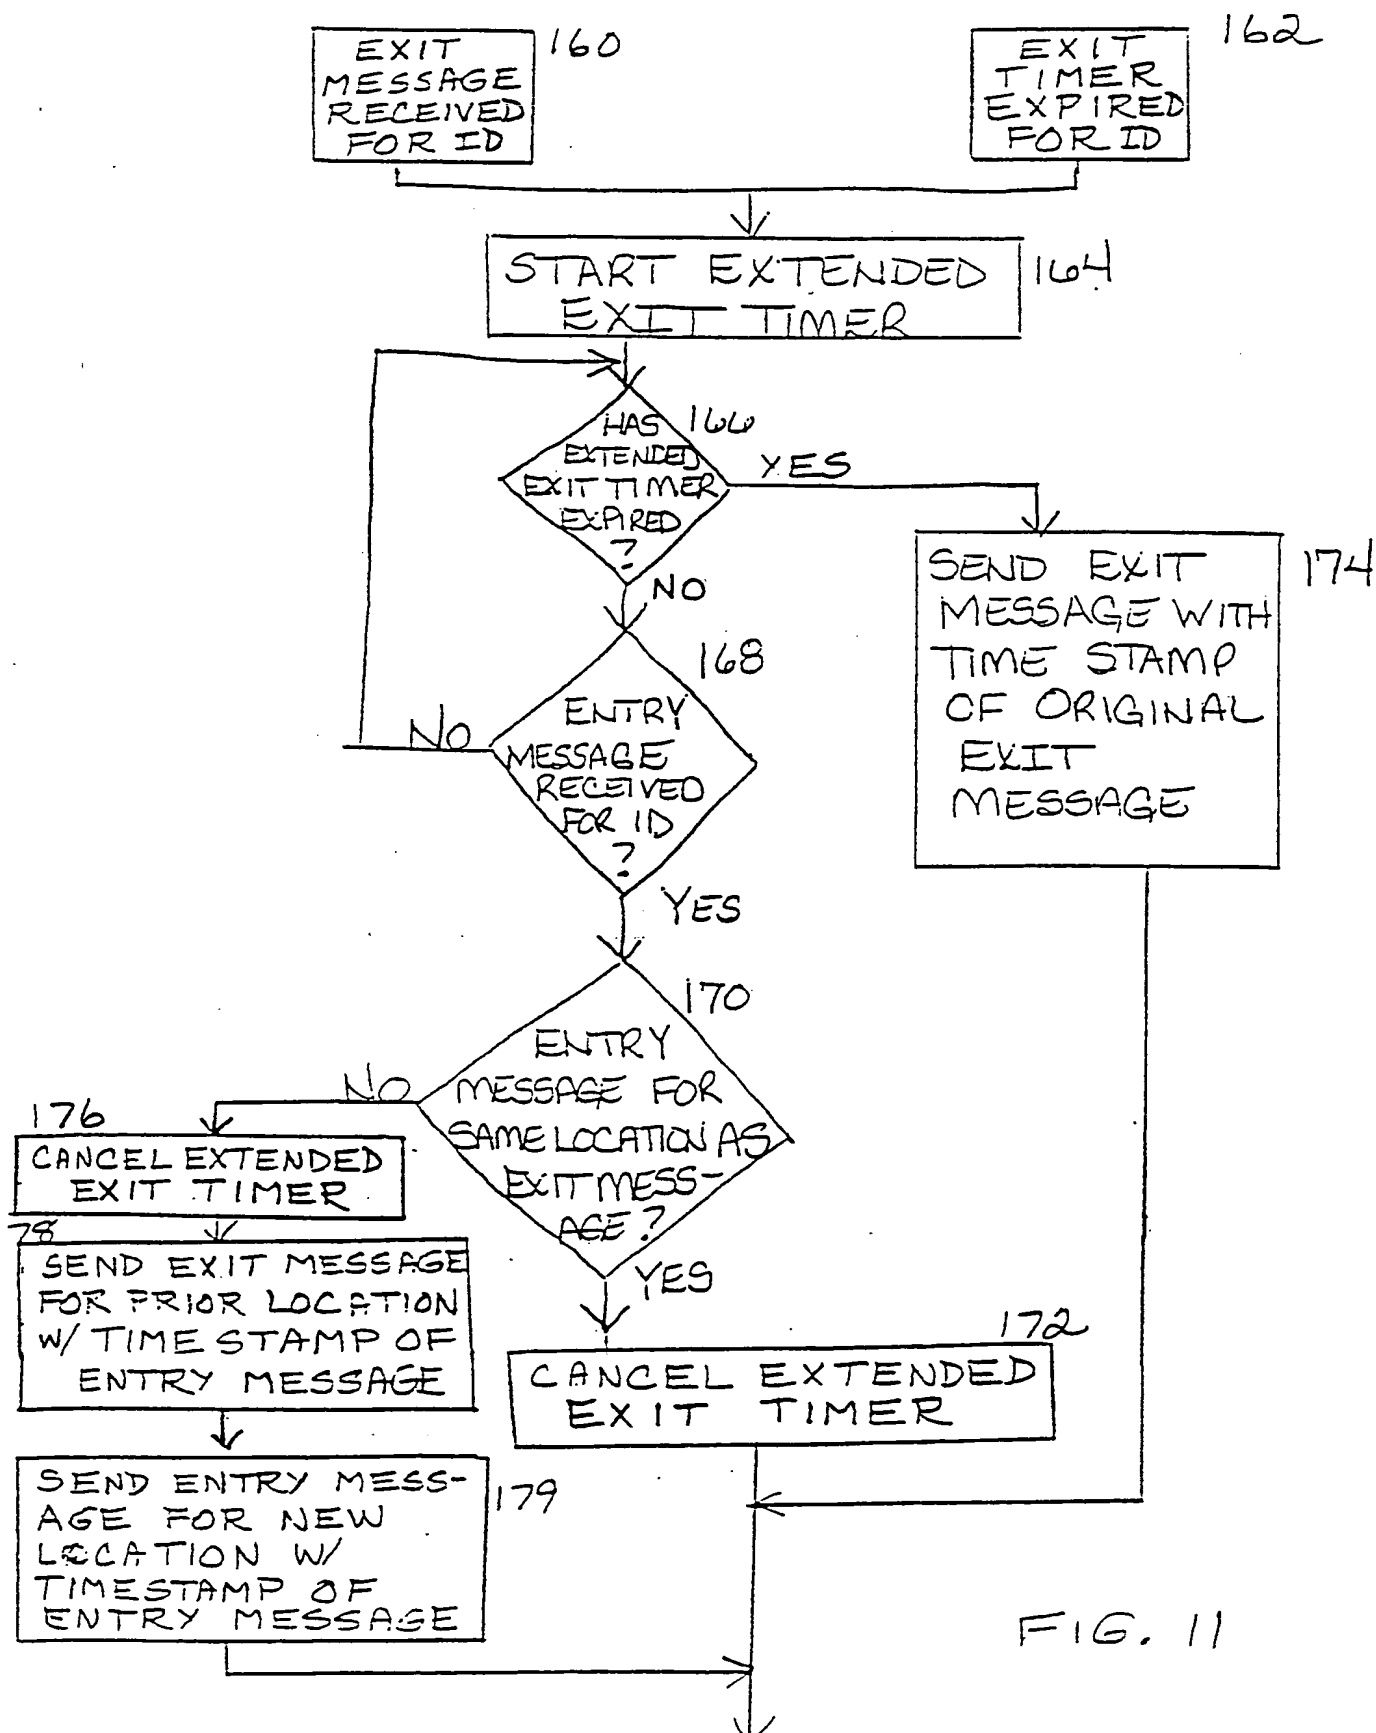 EXIT
MESSAGE
RECEIVED
FOR ID
160
EXIT
TIMER
EXPIRED
FOR ID
162
START EXTENDED
EXIT TIMER
164
HAS
EXTENDED
EXIT TIMER
EXPIRED
?
166
YES
NO
SEND EXIT
MESSAGE WITH
TIME STAMP
OF ORIGINAL
EXIT
MESSAGE
174
168
ENTRY
MESSAGE
RECEIVED
FOR ID
?
NO
YES
170
ENTRY
MESSAGE FOR
SAME LOCATION AS
EXIT MESS-
AGE?
NO
YES
176
CANCEL EXTENDED
EXIT TIMER
78
SEND EXIT MESSAGE
FOR PRIOR LOCATION
W/ TIME STAMP OF
ENTRY MESSAGE
172
CANCEL EXTENDED
EXIT TIMER
SEND ENTRY MESS-
AGE FOR NEW
LOCATION W/
TIMESTAMP OF
ENTRY MESSAGE
179
FIG. 11